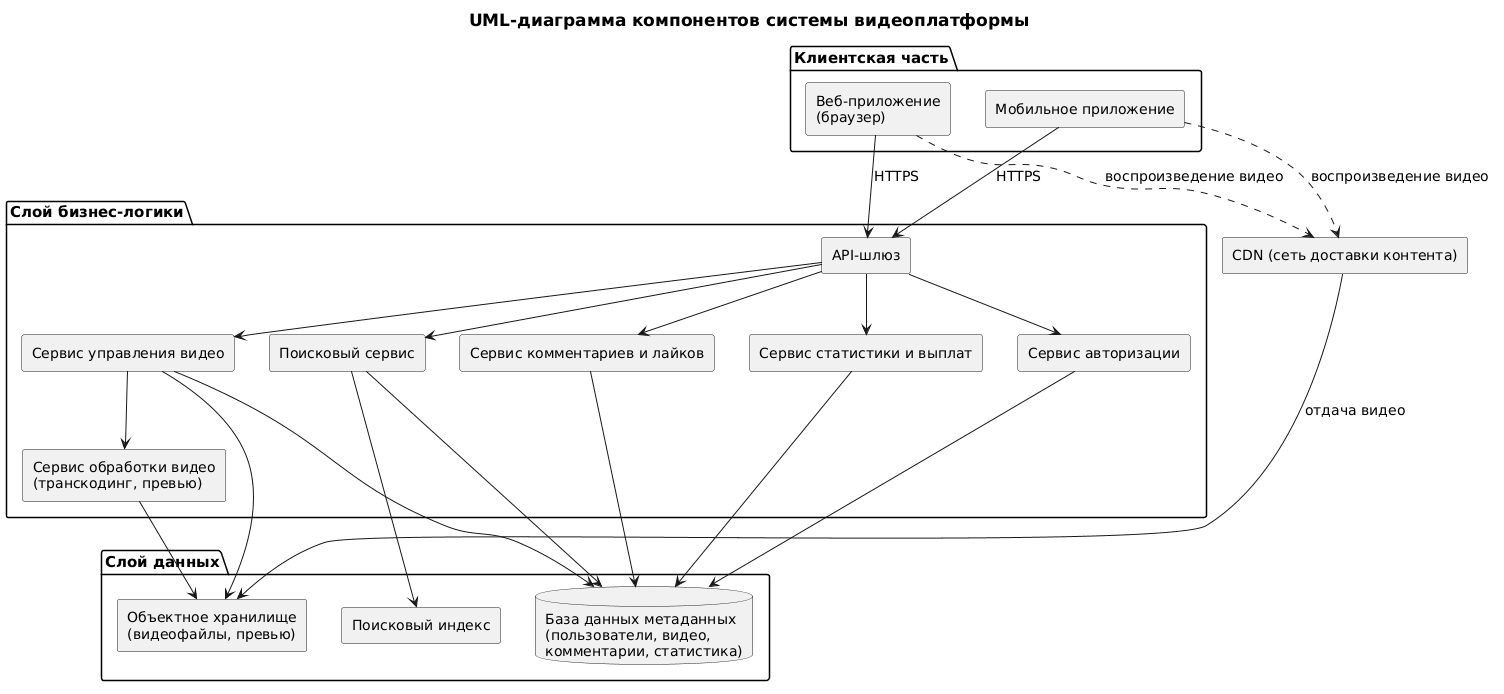 UML-диаграмма компонентов системы видеоплатформы
Клиентская часть
Веб-приложение
(браузер)
Мобильное приложение
HTTPS
HTTPS
воспроизведение видео
воспроизведение видео
Слой бизнес-логики
API-шлюз
CDN (сеть доставки контента)
Сервис управления видео
Поисковый сервис
Сервис комментариев и лайков
Сервис статистики и выплат
Сервис авторизации
отдача видео
Сервис обработки видео
(транскодинг, превью)
Слой данных
Объектное хранилище
(видеофайлы, превью)
Поисковый индекс
База данных метаданных
(пользователи, видео,
комментарии, статистика)